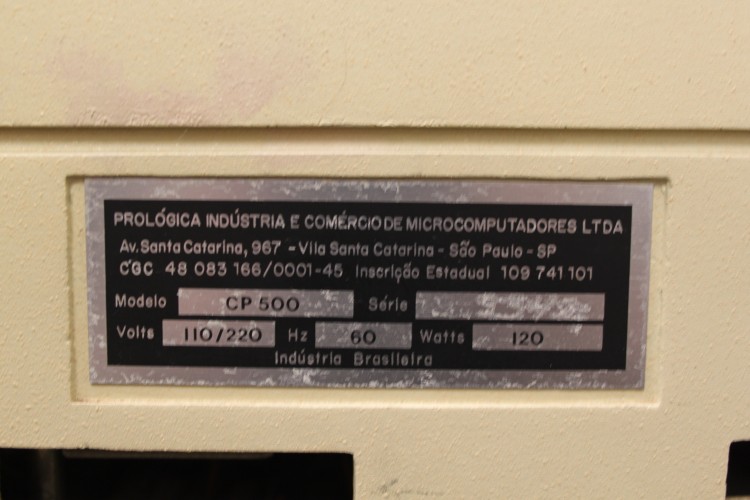 PROLÓGICA INDÚSTRIA E COMÉRCIO DE MICROCOMPUTADORES LTDA
Av. Santa Catarina, 967 - Vila Santa Catarina - São Paulo - SP
CGC 48 083 166/0001-45 Inscrição Estadual 109 741 101
Modelo CP 500 Série
Volts 110/220 Hz 60 Watts 120
Indústria Brasileira